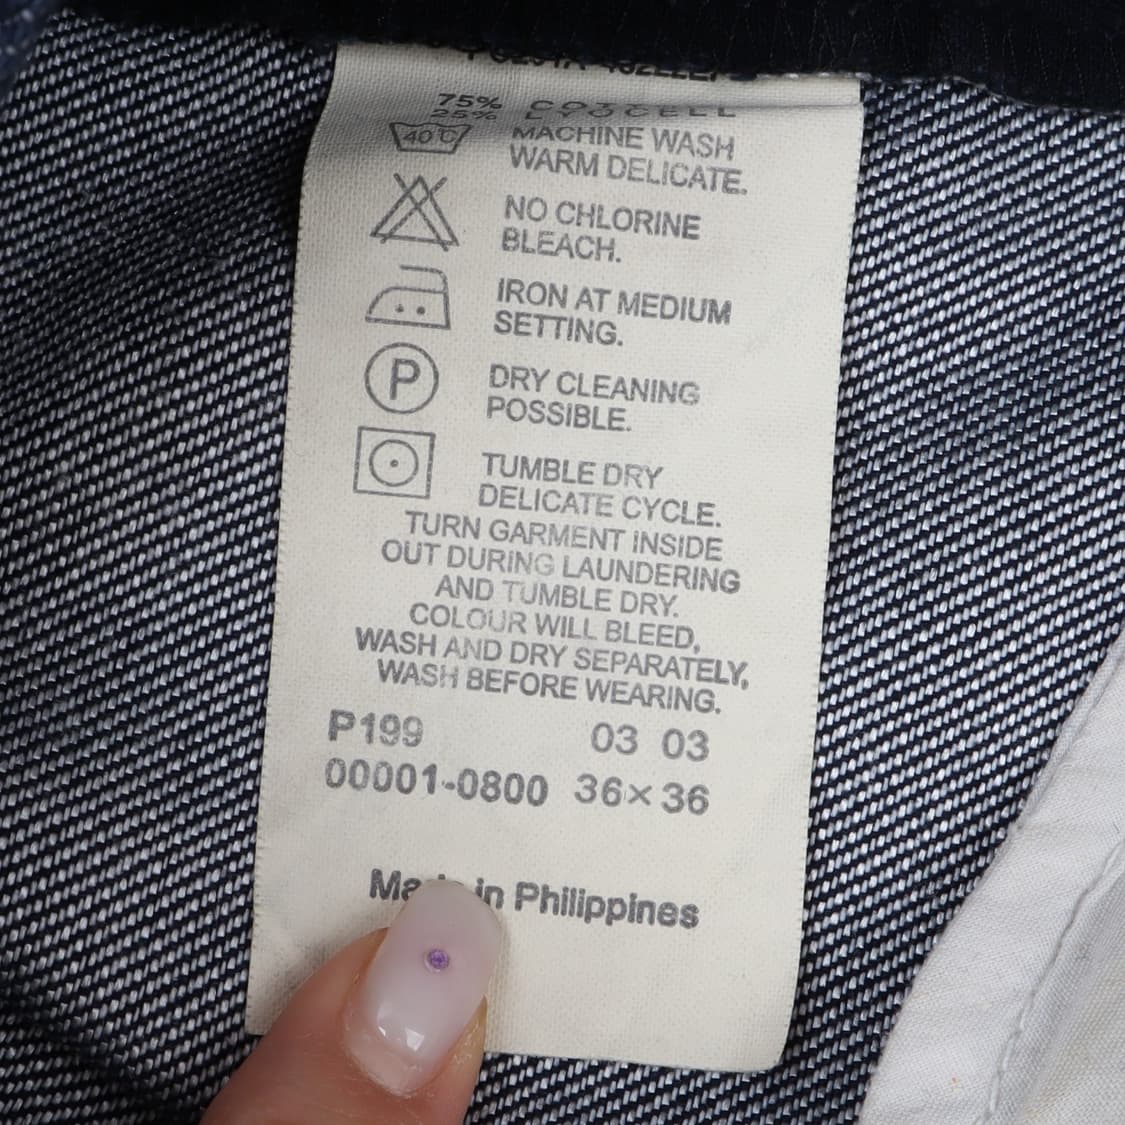 75% COTTON
25% LYOCELL
40°C MACHINE WASH
WARM DELICATE.
NO CHLORINE
BLEACH.
IRON AT MEDIUM
SETTING.
P DRY CLEANING
POSSIBLE.
TUMBLE DRY
DELICATE CYCLE.
TURN GARMENT INSIDE
OUT DURING LAUNDERING
AND TUMBLE DRY.
COLOUR WILL BLEED,
WASH AND DRY SEPARATELY,
WASH BEFORE WEARING.
P199 03 03
00001-0800 36×36
Made in Philippines